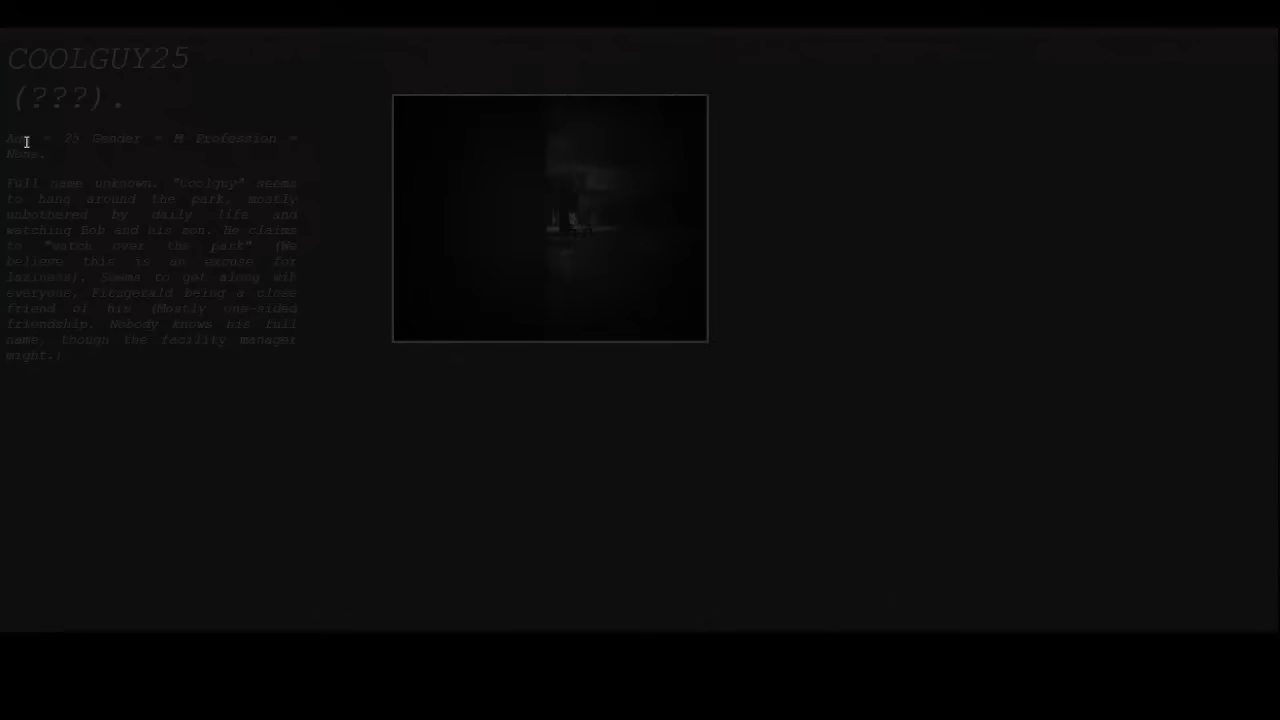 COOLGUY25
(???).
Age = 25 Gender = M Profession =
None.
Full name unknown. "Coolguy" seems
to hang around the park, mostly
unbothered by daily life and
watching Bob and his son. He claims
to "watch over the park" (We
believe this is an excuse for
laziness). Seems to get along wih
everyone, Fitzgerald being a close
friend of his (Mostly one-sided
friendship. Nobody knows his full
name, though the facility manager
might.)